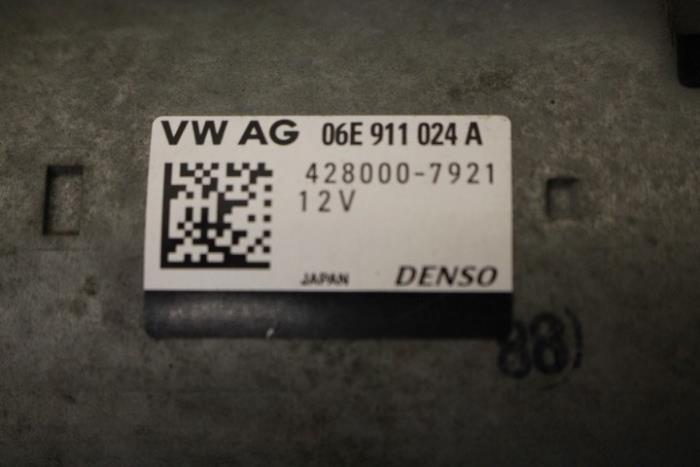 VW AG 06E 911 024 A
428000-7921
12V
JAPAN DENSO
88)